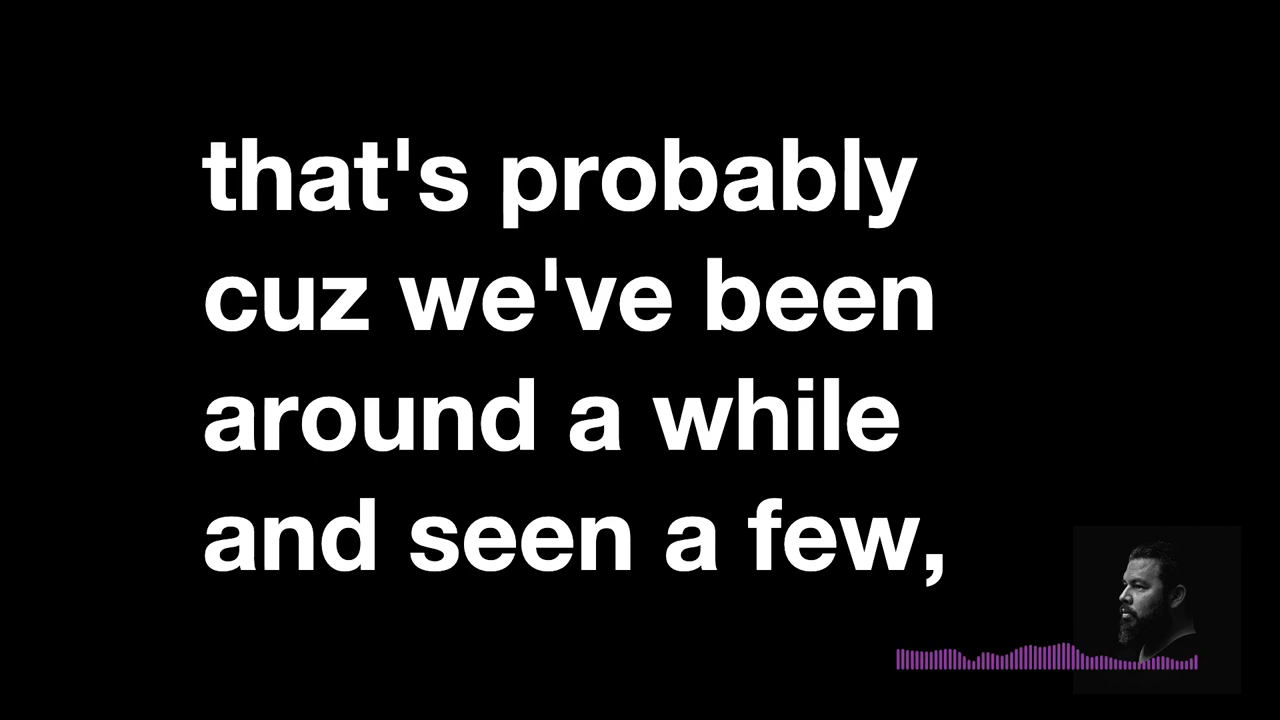 that's probably
cuz we've been
around a while
and seen a few,